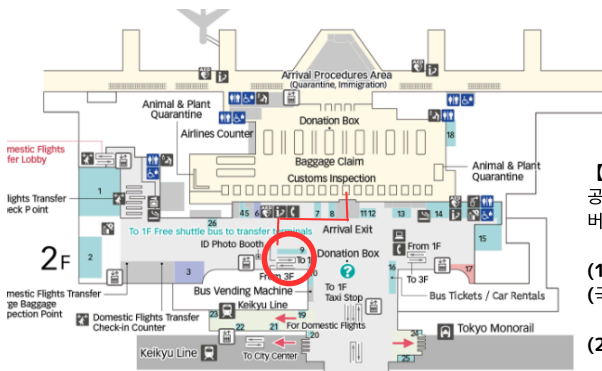 Arrival Procedures Area
(Quarantine, Immigration)
Animal & Plant
Quarantine
Donation Box
Airlines Counter
18
mestic Flights
fer Lobby
Baggage Claim
Animal & Plant
Quarantine
Customs Inspection
【
공
버
1
ights Transfer
eck Point
26
45 6
7 8
11 12
13
14
15
To 1F Free shuttle bus to transfer terminals
Arrival Exit
2F
2
ID Photo Booth
9
To 1
Donation Box
From 1F
3
From 3F
10
?
16
To 3F
17
(1
(국
mestic Flights Transfer
ge Baggage
pection Point
Bus Vending Machine
To 1F
Taxi Stop
Bus Tickets / Car Rentals
Keikyu Line
Domestic Flights Transfer
Check-in Counter
23
22
21
19
For Domestic Flights
20
24
25
Tokyo Monorail
Keikyu Line
To City Center
(2